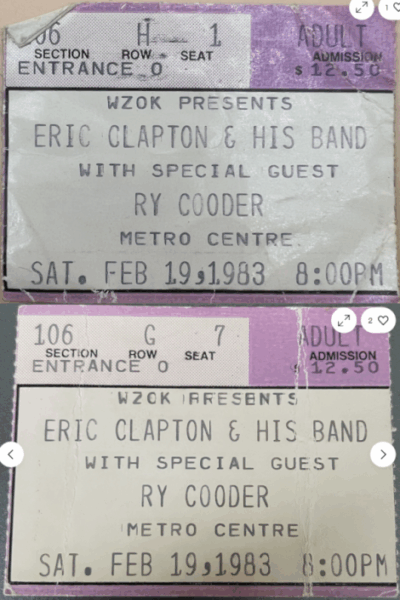 06 H 1 ADULT
SECTION ROW SEAT ADMISSION
ENTRANCE O $12.50
WZOK PRESENTS
ERIC CLAPTON & HIS BAND
WITH SPECIAL GUEST
RY COODER
METRO CENTRE
SAT. FEB 19,1983 8:00PM
106 G 7 ADULT
SECTION ROW SEAT ADMISSION
ENTRANCE O $12.50
WZOK PRESENTS
ERIC CLAPTON & HIS BAND
WITH SPECIAL GUEST
RY COODER
METRO CENTRE
SAT. FEB 19,1983 8:00PM
1
2